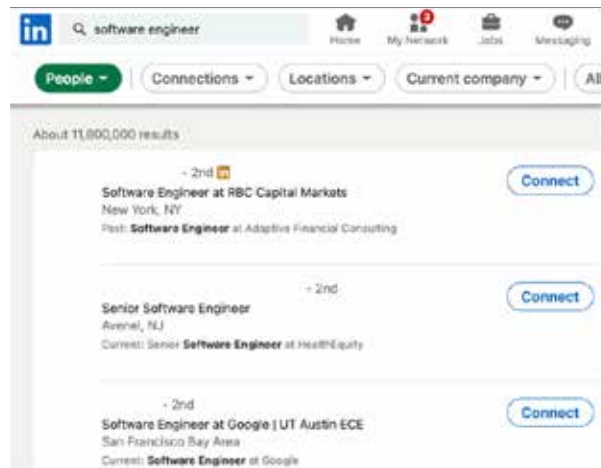 in
software engineer
Home
My Network
3
Jobs
Messaging
People
Connections
Locations
Current company
All
About 11,800,000 results
- 2nd in
Software Engineer at RBC Capital Markets
New York, NY
Past: Software Engineer at Adaptive Financial Consulting
Connect
- 2nd
Senior Software Engineer
Avenel, NJ
Current: Senior Software Engineer at HealthEquity
Connect
- 2nd
Software Engineer at Google | UT Austin ECE
San Francisco Bay Area
Current: Software Engineer at Google
Connect